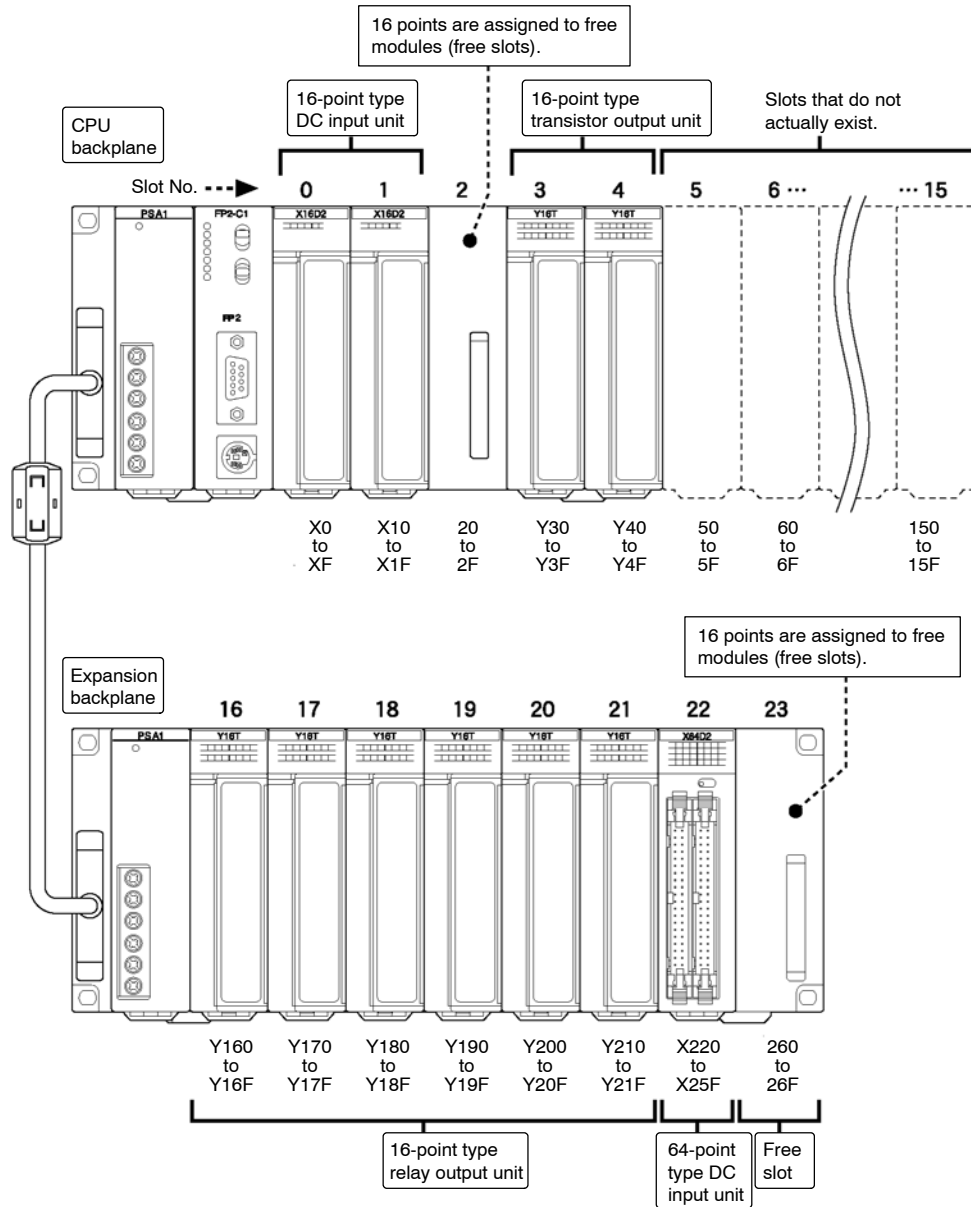 16 points are assigned to free
modules (free slots).
CPU
backplane
16-point type
DC input unit
16-point type
transistor output unit
Slots that do not
actually exist.
Slot No.
0 1 2 3 4 5 6 ··· ··· 15
PSA1 FP2-C1 X16D2 X16D2 Y16T Y16T
FP2
X0
to
XF
X10
to
X1F
20
to
2F
Y30
to
Y3F
Y40
to
Y4F
50
to
5F
60
to
6F
150
to
15F
16 points are assigned to free
modules (free slots).
Expansion
backplane
16 17 18 19 20 21 22 23
PSA1 Y16T Y16T Y16T Y16T Y16T Y16T X64D2
Y160
to
Y16F
Y170
to
Y17F
Y180
to
Y18F
Y190
to
Y19F
Y200
to
Y20F
Y210
to
Y21F
X220
to
X25F
260
to
26F
16-point type
relay output unit
64-point
type DC
input unit
Free
slot